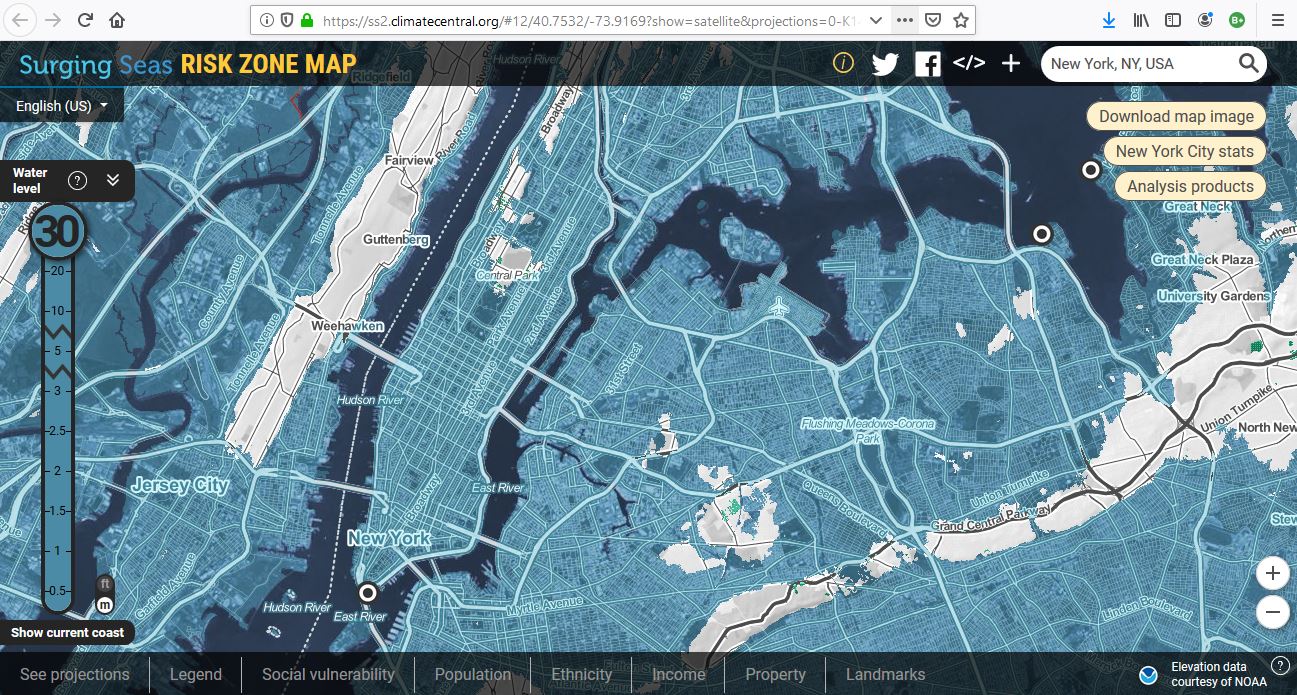 https://ss2.climatecentral.org/#12/40.7532/-73.9169?show=satellite&projections=0-K1
B+
Surging Seas RISK ZONE MAP
i
</>
New York, NY, USA
English (US)
Download map image
New York City stats
Analysis products
Water
level
?
30
20
10
5
3
2.5
2
1.5
1
0.5
ft
m
Show current coast
Ridgefield
Hudson River
River Road
Broadway
Fairview
Tonnelle Avenue
Guttenberg
County Avenue
Weehawken
Tonnelle Avenue
Central Park
Park Avenue
2nd Avenue
3rd Avenue
31st Street
Hudson River
Great Neck
Great Neck Plaza
Northern
University Gardens
Union Turnpike
North New
Flushing Meadows-Corona
Park
Jersey City
East River
Broadway
Queens Boulevard
Union Turnpike
Grand Central Parkway
New York
Garfield Avenue
Hudson River
East River
Myrtle Avenue
Linden Boulevard
Stew
+
−
See projections
Legend
Social vulnerability
Population
Ethnicity
Income
Property
Landmarks
Elevation data
courtesy of NOAA
?